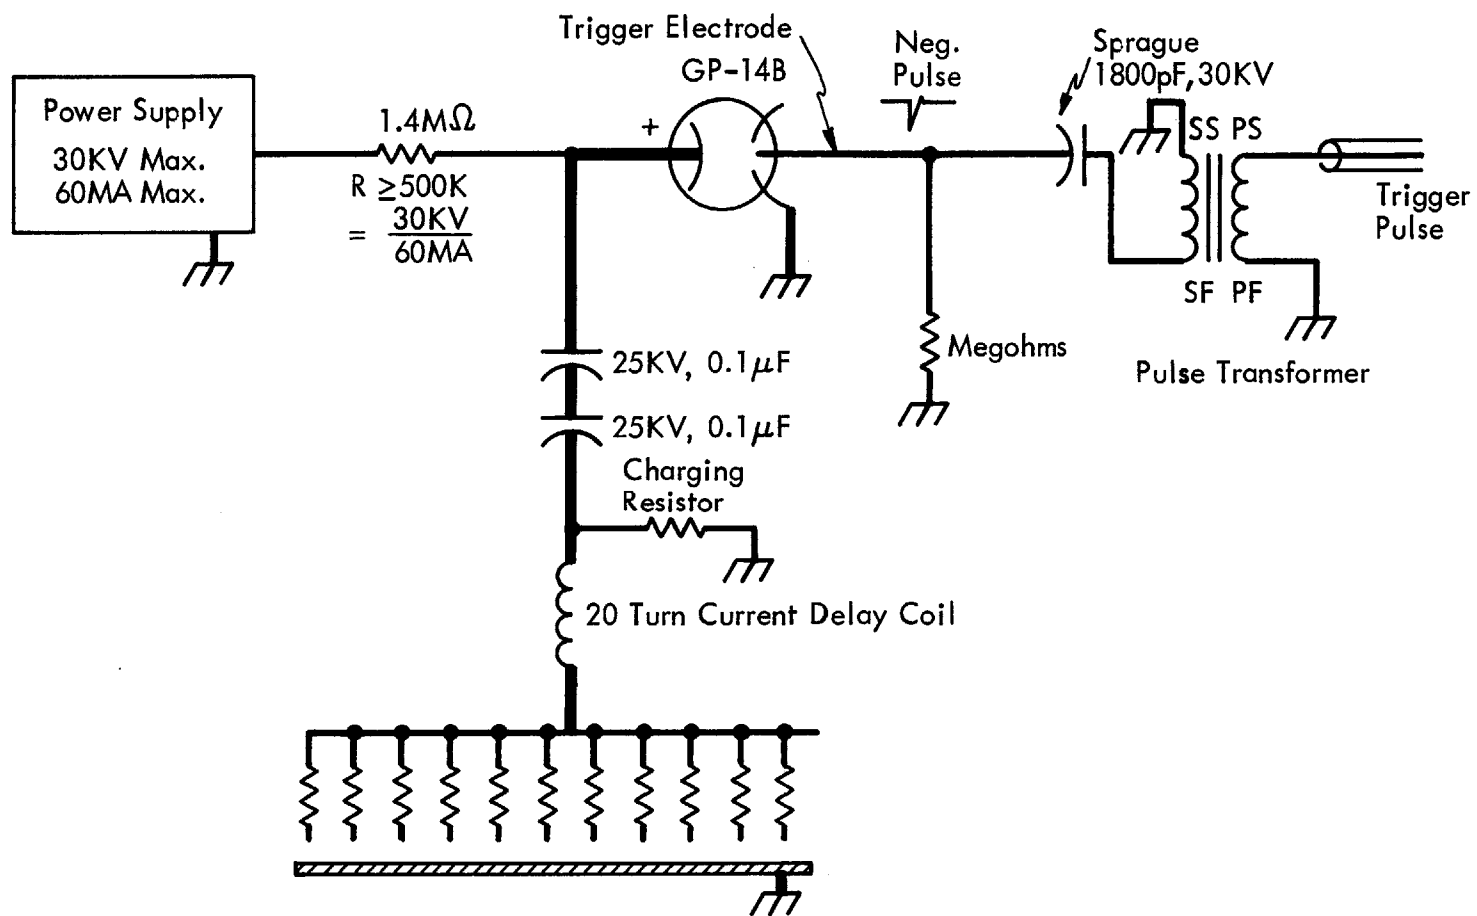 Trigger Electrode
GP-14B
Neg.
Pulse
Sprague
1800pF, 30KV
Power Supply
30KV Max.
60MA Max.
1.4MΩ
R ≥500K
= 30KV
60MA
+
SS PS
SF PF
Trigger
Pulse
Pulse Transformer
Megohms
25KV, 0.1μF
25KV, 0.1μF
Charging
Resistor
20 Turn Current Delay Coil